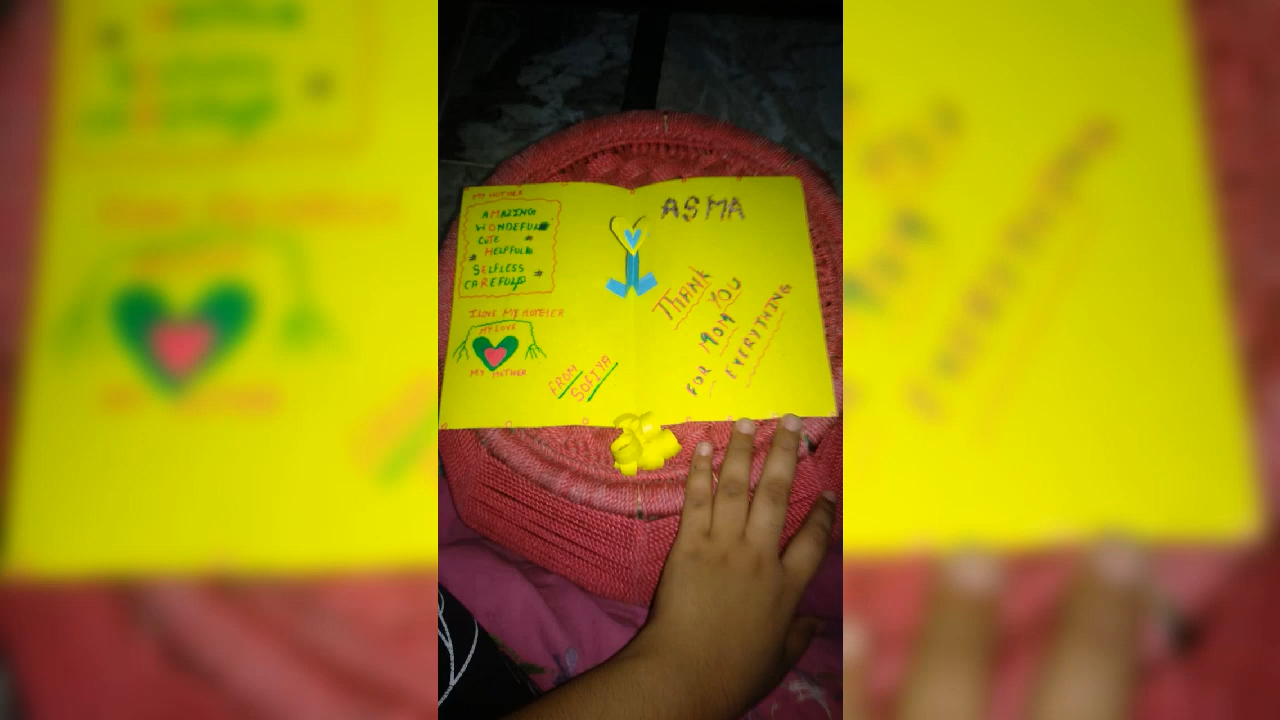 MY MOTHER
AMAZING
WONDEFUL
CUTE
HELPFUL
SELFLESS
CAREFUL
I LOVE MY MOTHER
MY LOVE
MY MOTHER
FROM
SOFIYA
ASMA
THANK
YOU
MOM
FOR
EVERYTHING